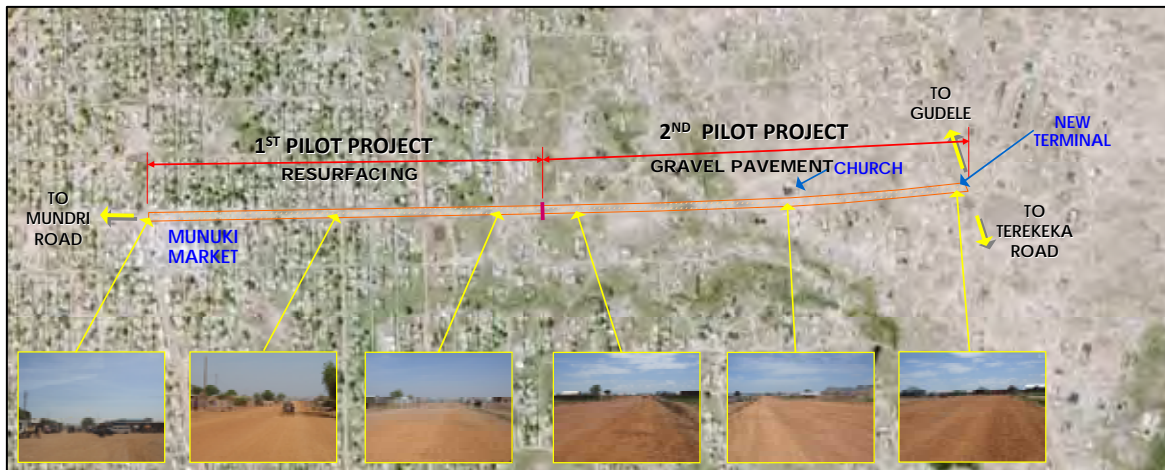 1ST PILOT PROJECT
RESURFACING
2ND PILOT PROJECT
GRAVEL PAVEMENT
CHURCH
TO
GUDELE
NEW
TERMINAL
TO
MUNDRI
ROAD
MUNUKI
MARKET
TO
TEREKEKA
ROAD